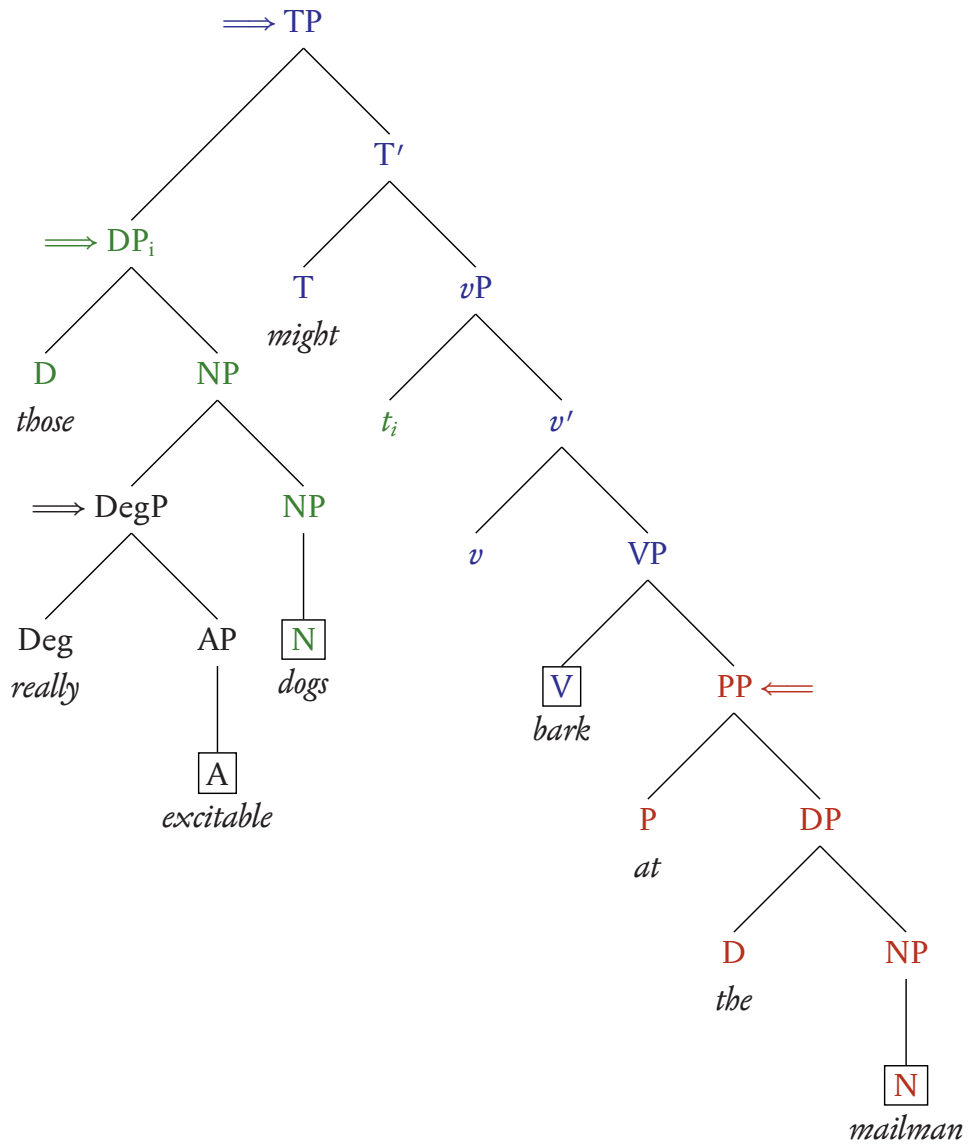 ⟹ TP
T′
⟹ DPᵢ
T vP
might
D NP
those
tᵢ v′
⟹ DegP NP
v VP
Deg AP N
really dogs
V PP ⟸
bark
A
excitable
P DP
at
D NP
the
N
mailman